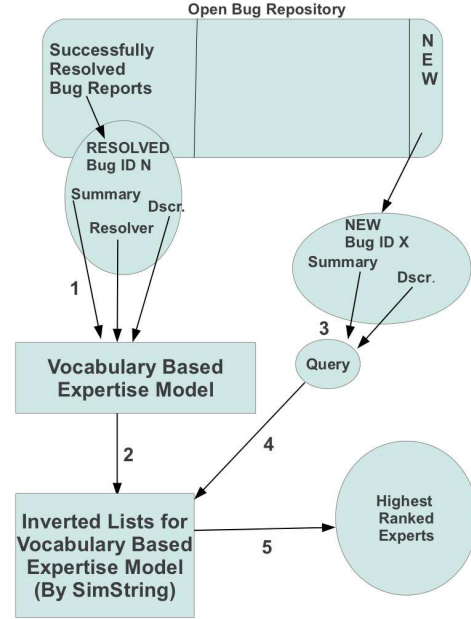 Open Bug Repository
Successfully
Resolved
Bug Reports
N
E
W
RESOLVED
Bug ID N
Summary
Dscr.
Resolver
1
NEW
Bug ID X
Summary
Dscr.
3
Query
Vocabulary Based
Expertise Model
2
4
Inverted Lists for
Vocabulary Based
Expertise Model
(By SimString)
5
Highest
Ranked
Experts